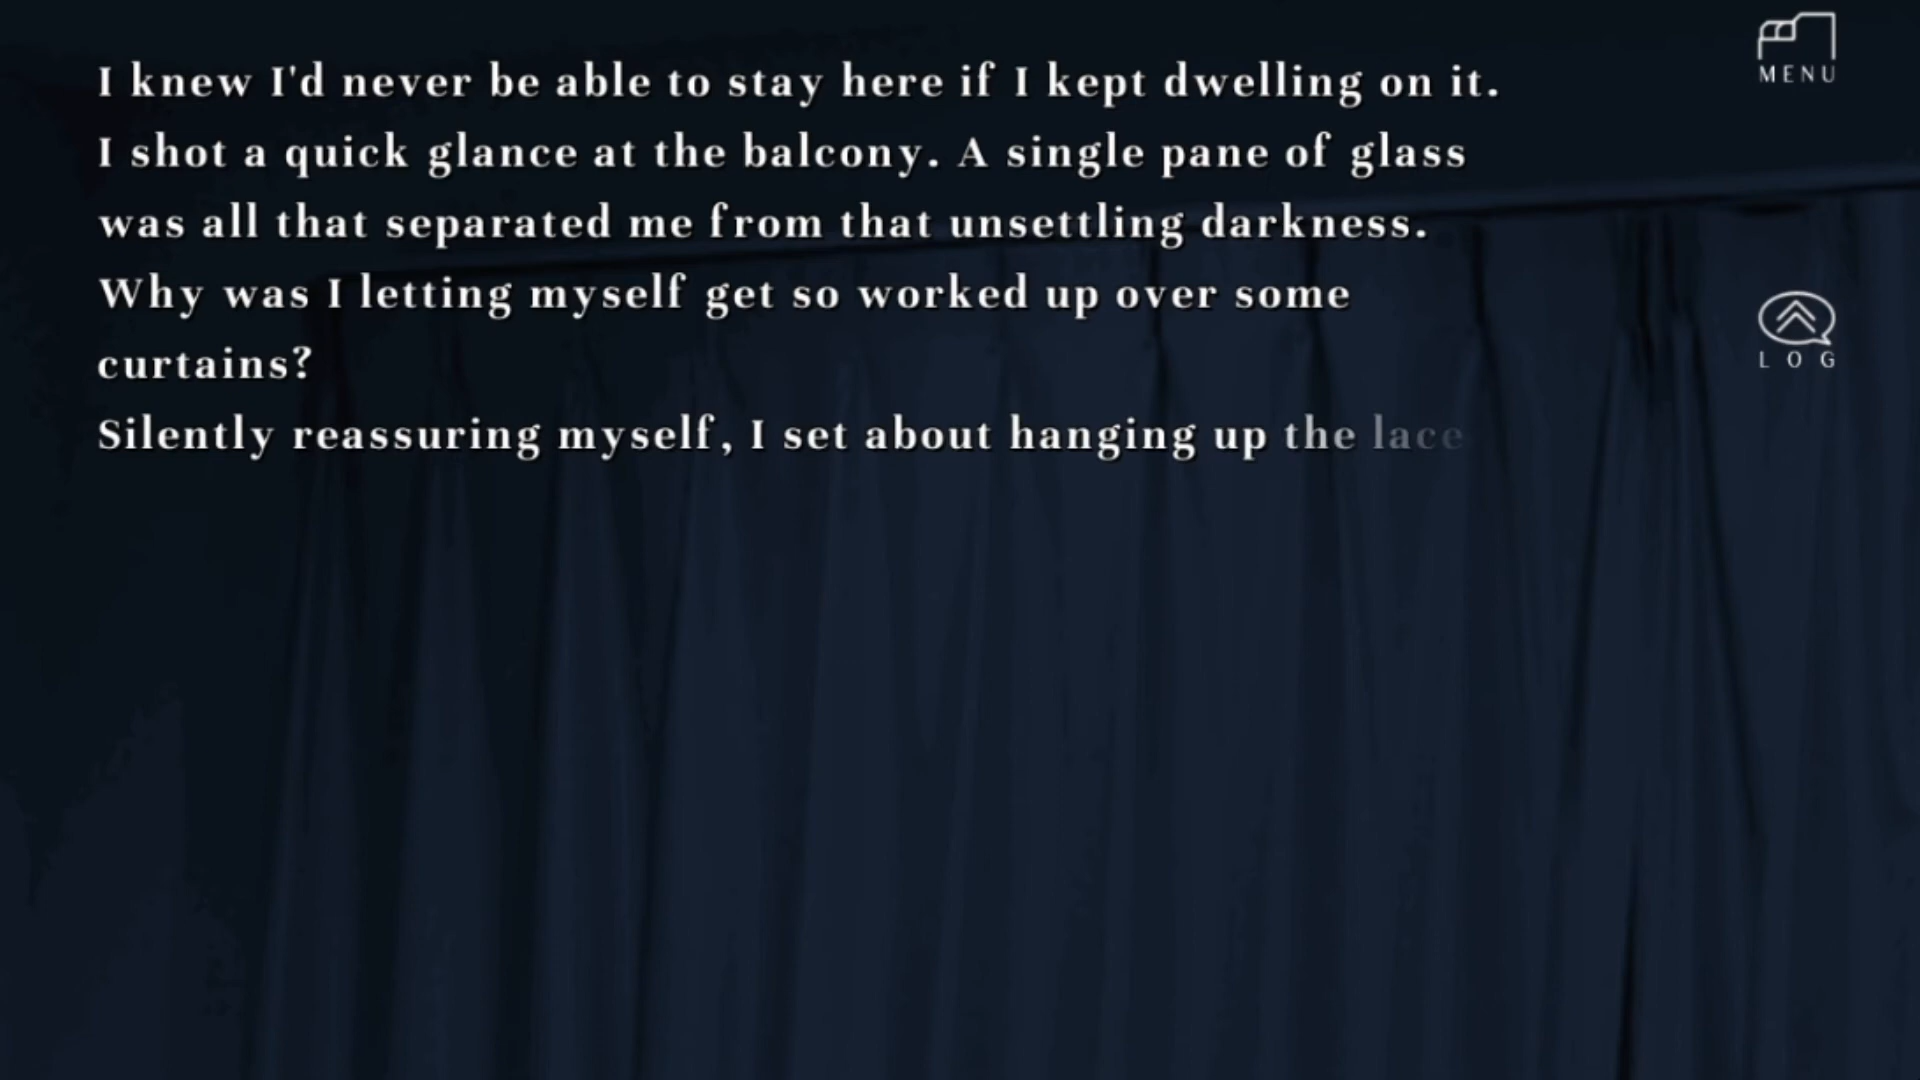 I knew I'd never be able to stay here if I kept dwelling on it.
I shot a quick glance at the balcony. A single pane of glass
was all that separated me from that unsettling darkness.
Why was I letting myself get so worked up over some
curtains?
Silently reassuring myself, I set about hanging up the lace
MENU
LOG